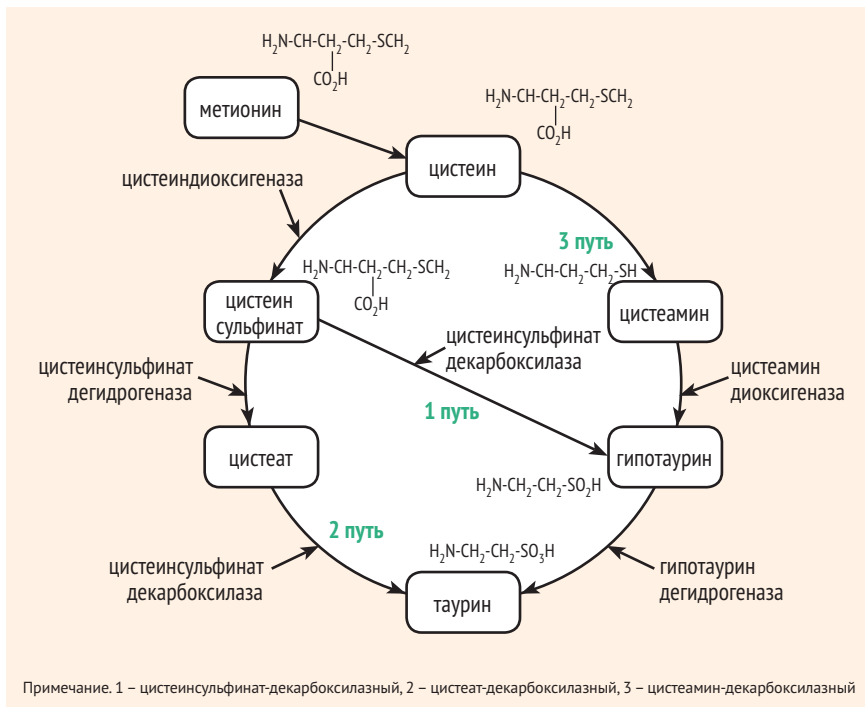 H₂N-CH-CH₂-CH₂-SCH₂
CO₂H
метионин
H₂N-CH-CH₂-CH₂-SCH₂
CO₂H
цистеин
цистеиндиоксигеназа
3 путь
H₂N-CH-CH₂-CH₂-SCH₂
CO₂H
H₂N-CH-CH₂-CH₂-SH
цистеин
сульфинат
цистеамин
цистеинсульфинат
декарбоксилаза
цистеинсульфинат
дегидрогеназа
цистеамин
диоксигеназа
1 путь
цистеат
гипотаурин
H₂N-CH₂-CH₂-SO₂H
2 путь
H₂N-CH₂-CH₂-SO₃H
цистеинсульфинат
декарбоксилаза
гипотаурин
дегидрогеназа
таурин
Примечание. 1 – цистеинсульфинат-декарбоксилазный, 2 – цистеат-декарбоксилазный, 3 – цистеамин-декарбоксилазный